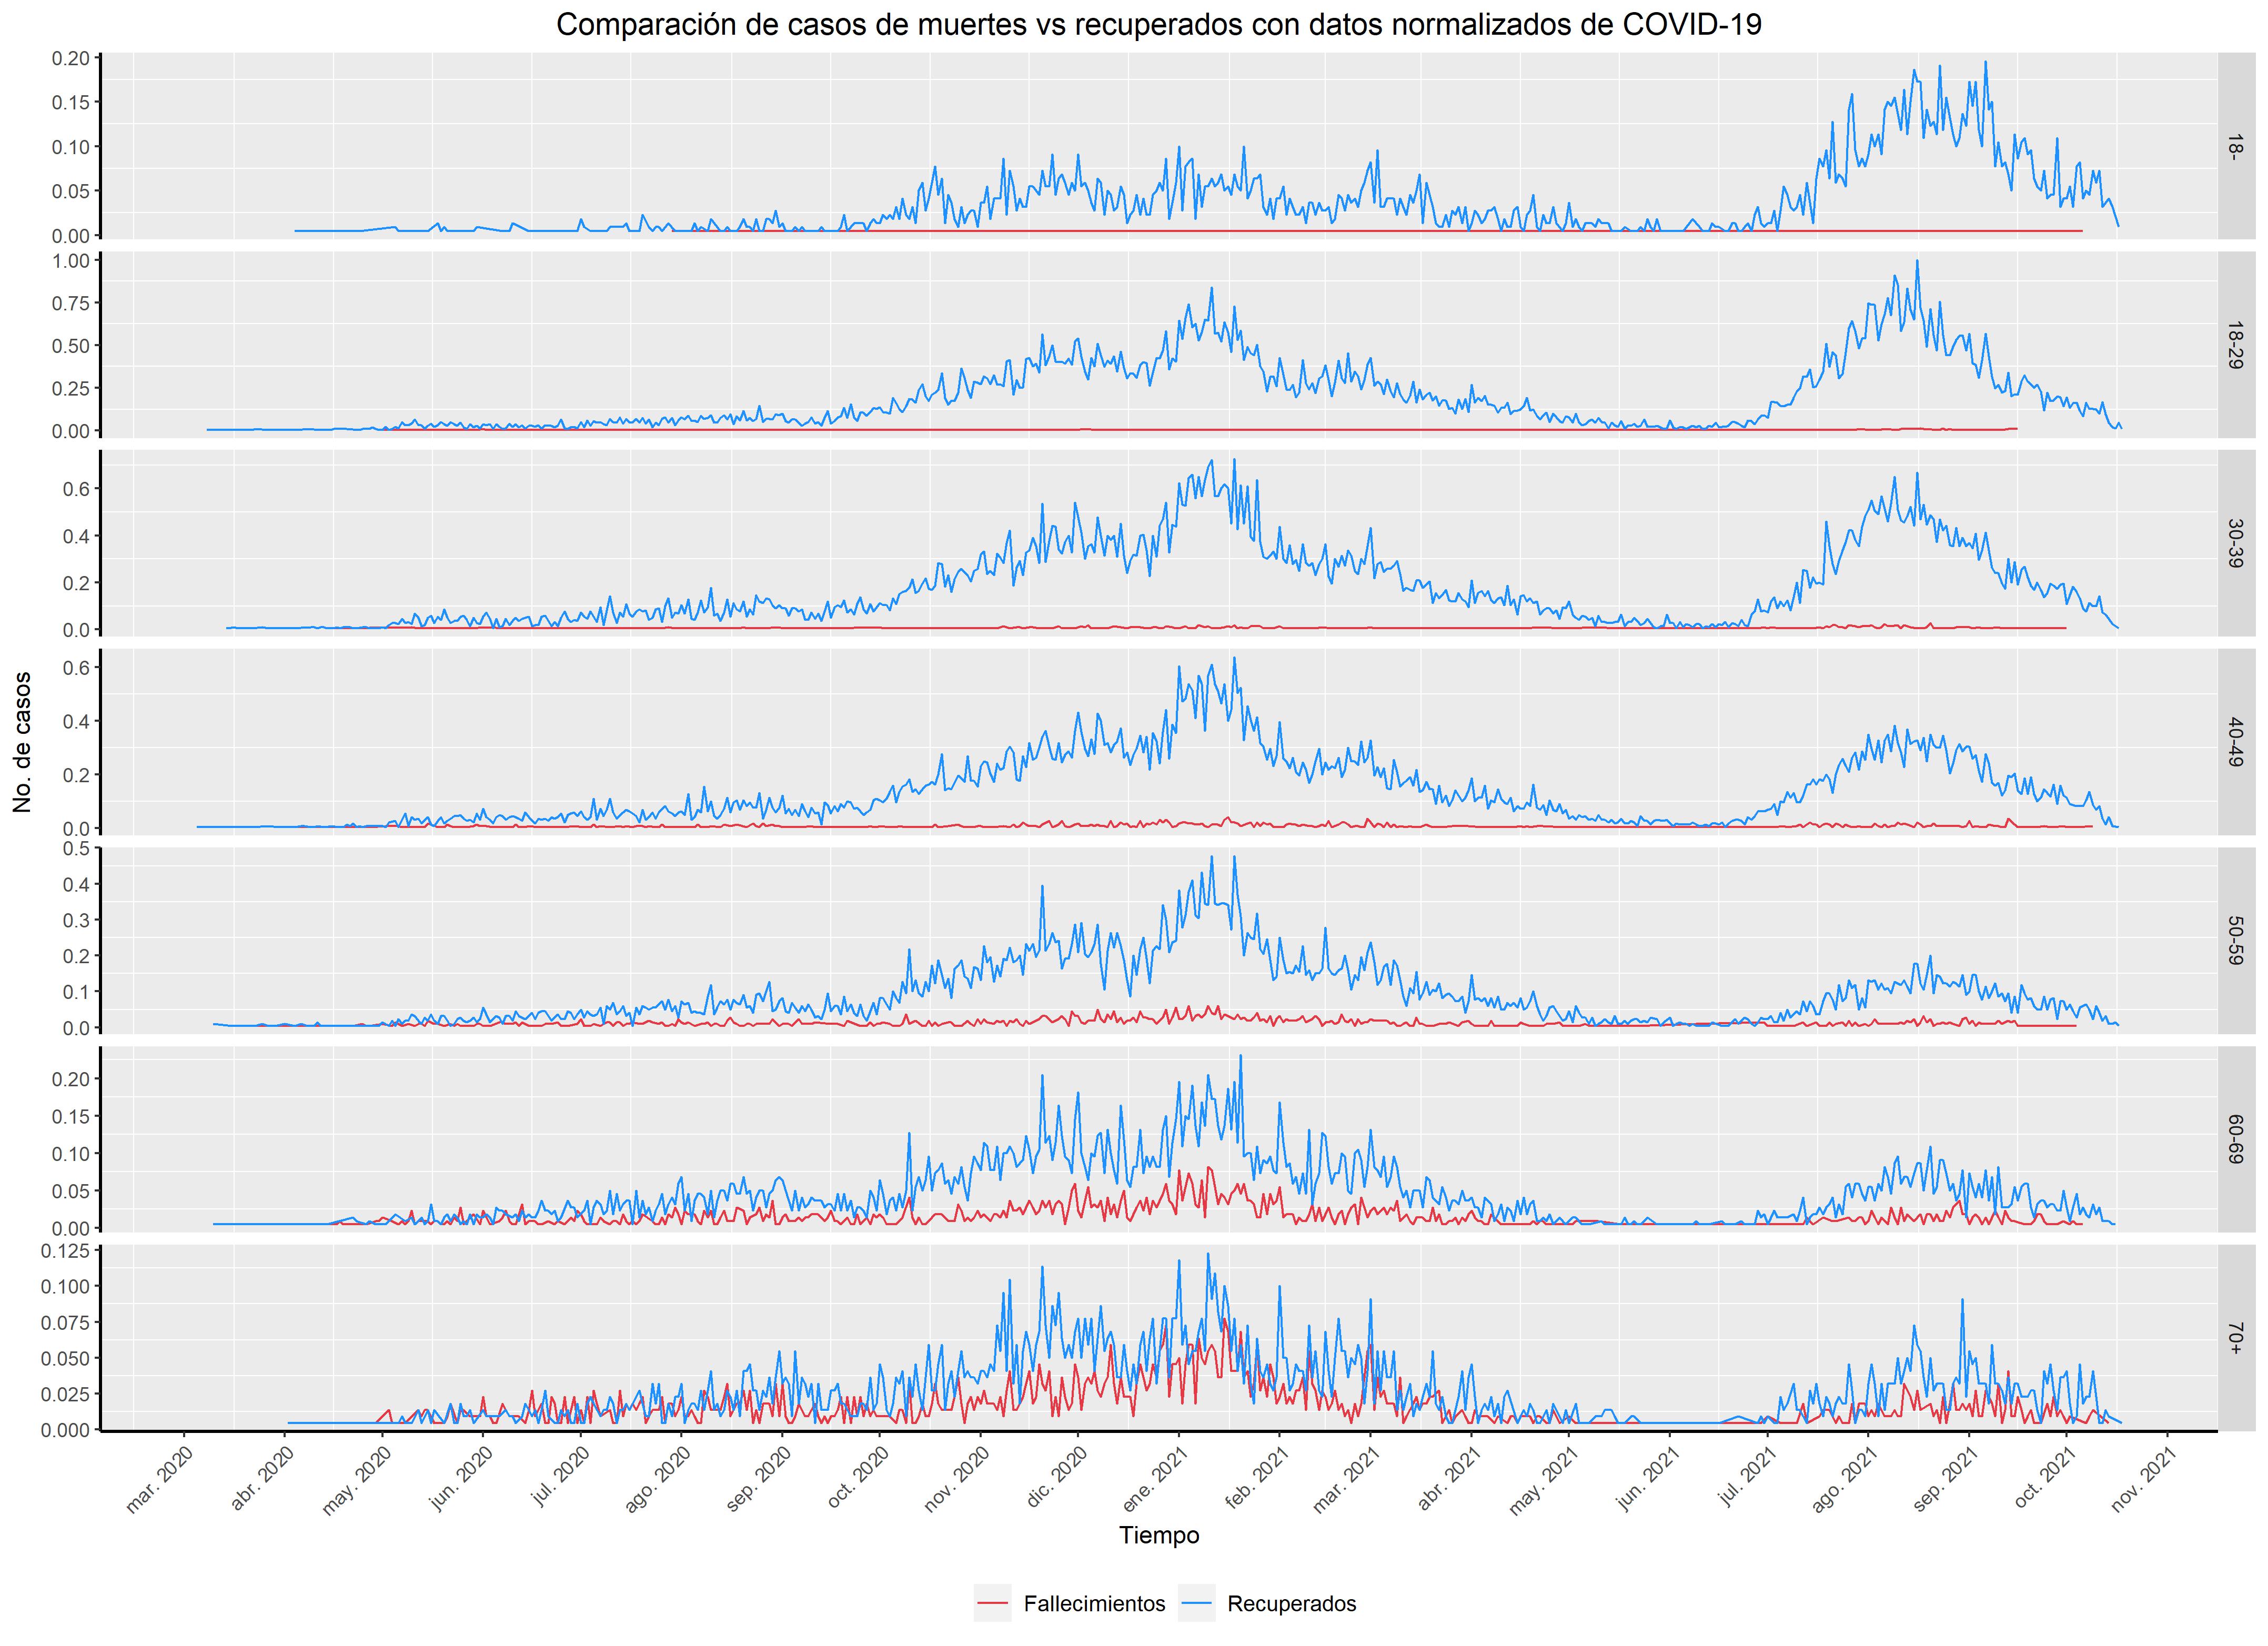 Comparación de casos de muertes vs recuperados con datos normalizados de COVID-19
0.20
0.15
0.10
0.05
0.00
18-
1.00
0.75
0.50
0.25
0.00
18-29
0.6
0.4
0.2
0.0
30-39
0.6
0.4
0.2
0.0
40-49
0.5
0.4
0.3
0.2
0.1
0.0
50-59
0.20
0.15
0.10
0.05
0.00
60-69
0.125
0.100
0.075
0.050
0.025
0.000
70+
No. de casos
mar. 2020
abr. 2020
may. 2020
jun. 2020
jul. 2020
ago. 2020
sep. 2020
oct. 2020
nov. 2020
dic. 2020
ene. 2021
feb. 2021
mar. 2021
abr. 2021
may. 2021
jun. 2021
jul. 2021
ago. 2021
sep. 2021
oct. 2021
nov. 2021
Tiempo
Fallecimientos
Recuperados